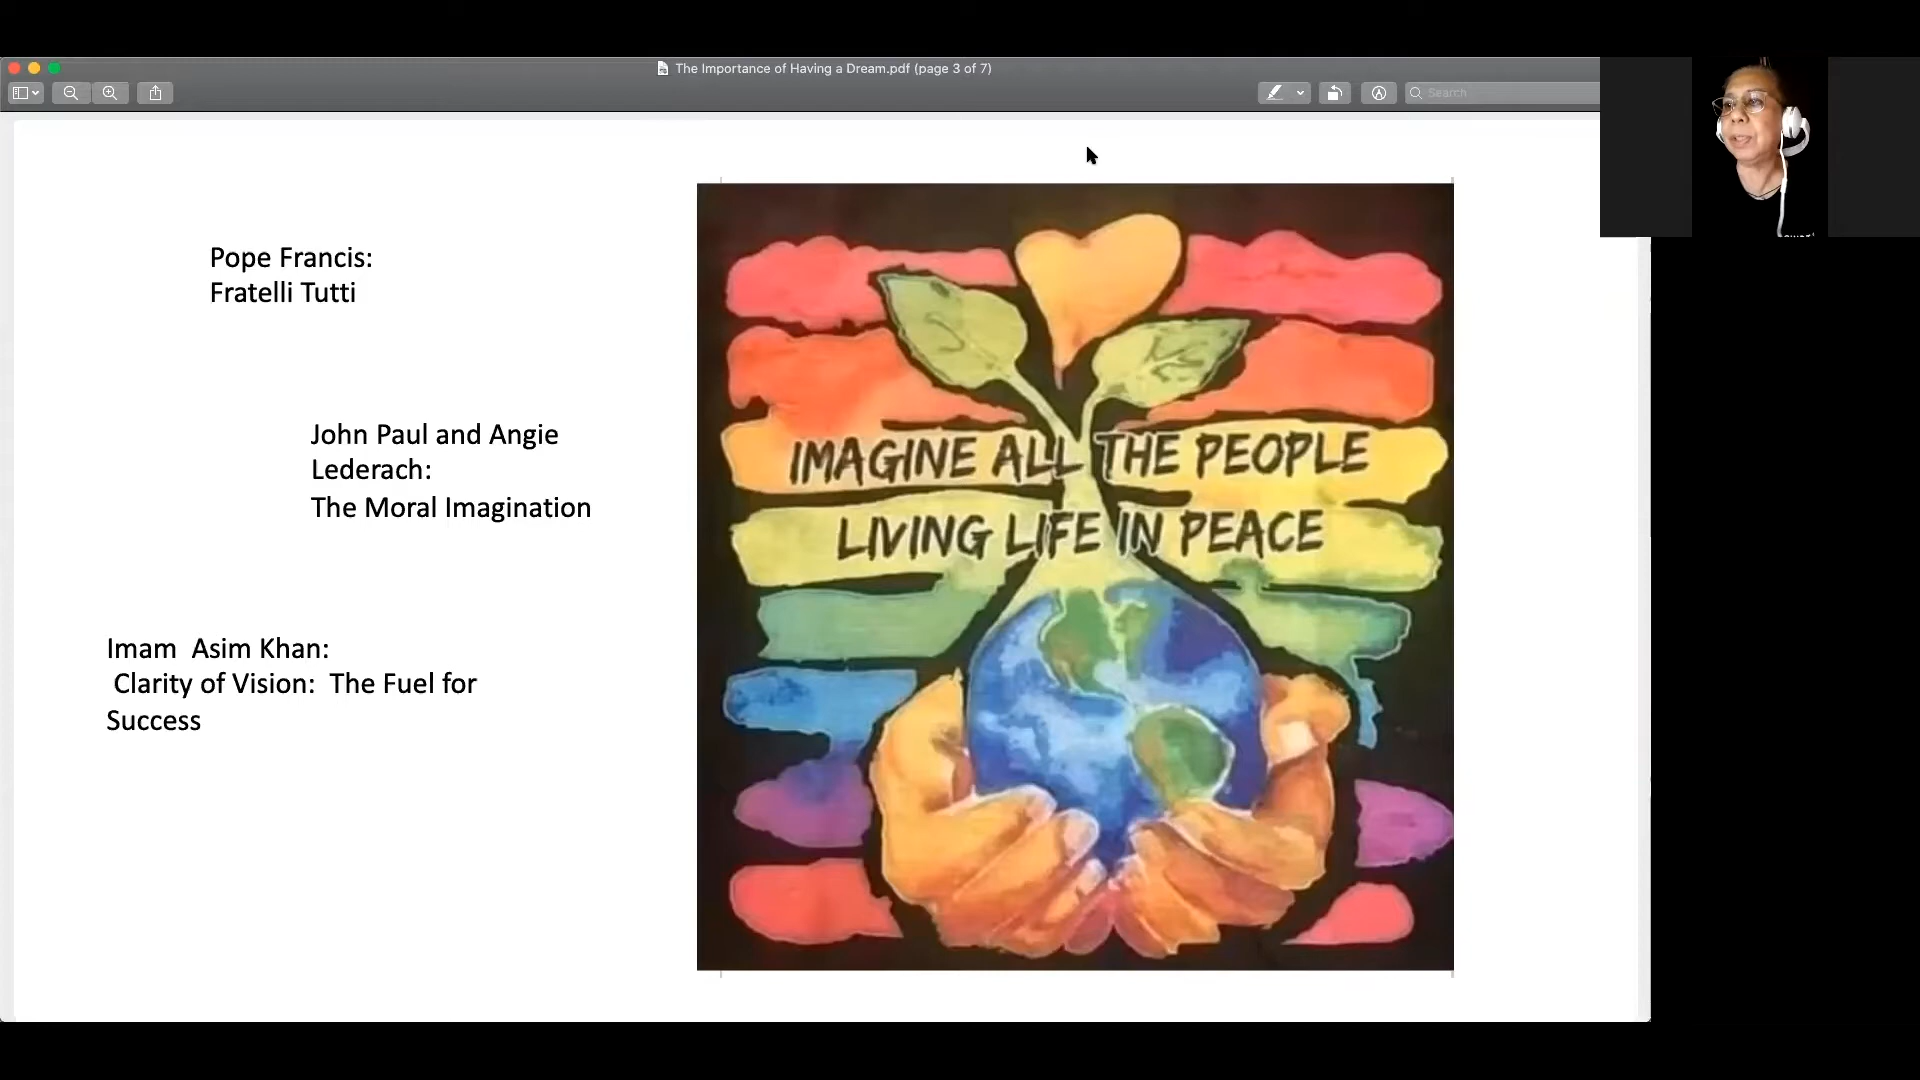 The Importance of Having a Dream.pdf (page 3 of 7)
Search
Pope Francis:
Fratelli Tutti
John Paul and Angie
Lederach:
The Moral Imagination
Imam  Asim Khan:
Clarity of Vision:  The Fuel for
Success
IMAGINE ALL THE PEOPLE
LIVING LIFE IN PEACE